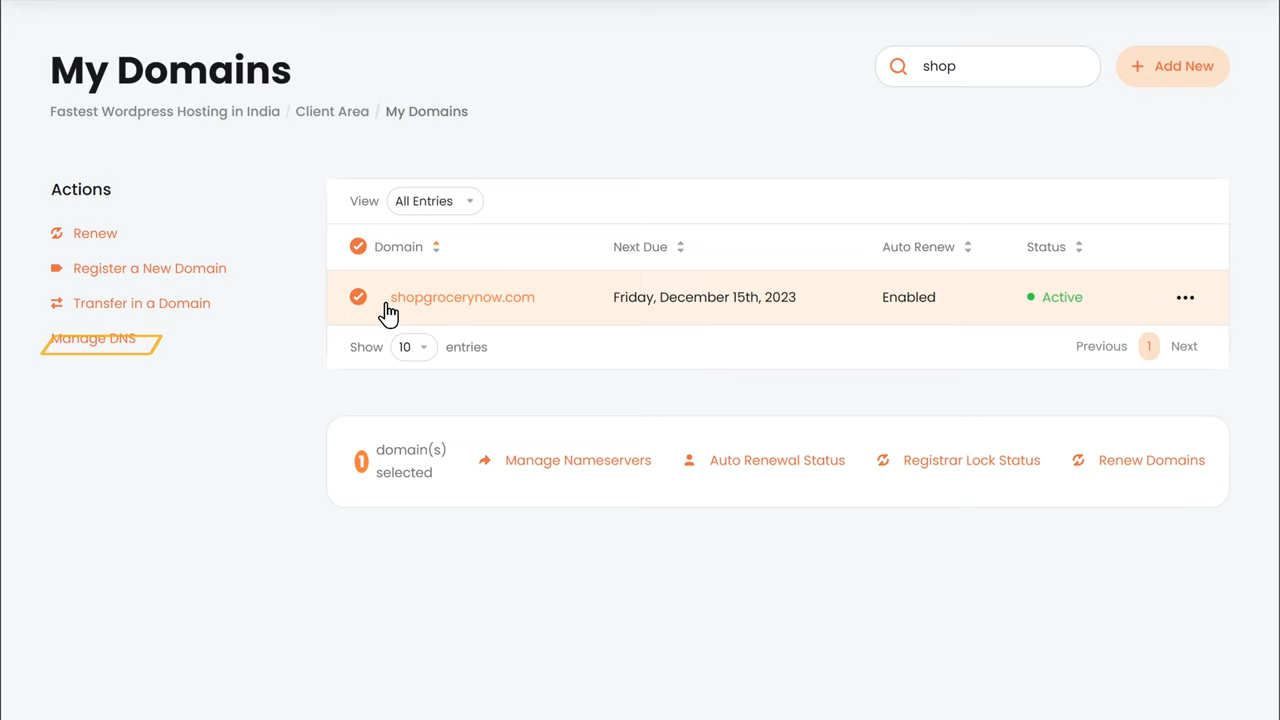 My Domains
shop
+ Add New
Fastest Wordpress Hosting in India / Client Area / My Domains
Actions
Renew
Register a New Domain
Transfer in a Domain
Manage DNS
View All Entries
Domain Next Due Auto Renew Status
shopgrocerynow.com Friday, December 15th, 2023 Enabled Active
Show 10 entries
Previous 1 Next
1 domain(s) selected
Manage Nameservers
Auto Renewal Status
Registrar Lock Status
Renew Domains